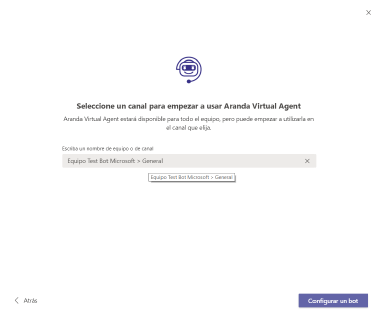 Seleccione un canal para empezar a usar Aranda Virtual Agent
Aranda Virtual Agent estará disponible para todo el equipo, pero puede empezar a utilizarla en
el canal que elija.
Escriba un nombre de equipo o de canal
Equipo Test Bot Microsoft > General
Equipo Test Bot Microsoft > General
Atrás
Configurar un bot